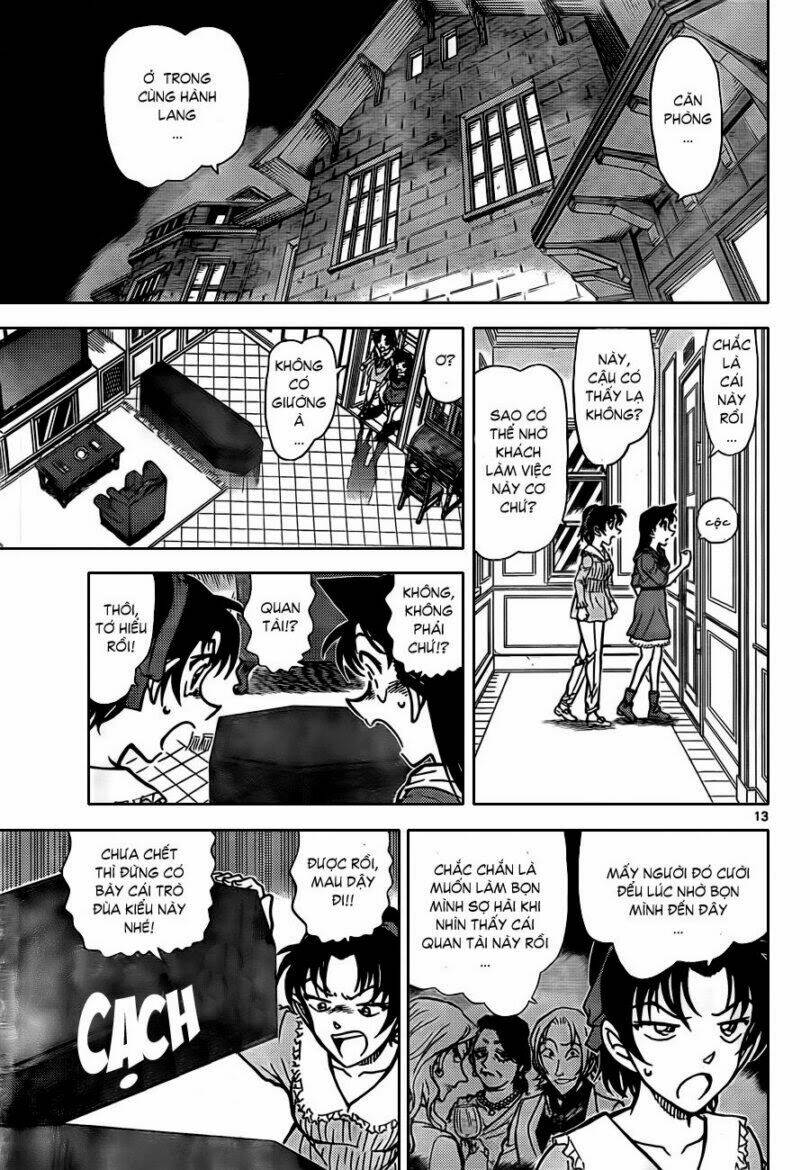 CĂN
PHÒNG
...
Ở TRONG
CÙNG HÀNH
LANG
...
CHẮC
LÀ
CÁI NÀY
RỒI
...
NÀY,
CẬU CÓ
THẤY LẠ
KHÔNG?
SAO CÓ
THỂ NHỜ
KHÁCH
LÀM VIỆC
NÀY CƠ
CHỨ?
CỘC
Ơ?
KHÔNG
CÓ
GIƯỜNG
À
...
KHÔNG,
KHÔNG
PHẢI
CHỨ!?
QUAN
TÀI!?
THÔI,
TỚ HIỂU
RỒI!
13
MẤY NGƯỜI ĐÓ CƯỜI
ĐỂU LÚC NHỜ BỌN
MÌNH ĐẾN ĐÂY
...
CHẮC CHẮN LÀ
MUỐN LÀM BỌN
MÌNH SỢ HÃI KHI
NHÌN THẤY CÁI
QUAN TÀI NÀY RỒI
...
ĐƯỢC RỒI,
MAU DẬY
ĐI!!
CHƯA CHẾT
THÌ ĐỪNG CÓ
BÀY CÁI TRÒ
ĐÙA KIỂU NÀY
NHÉ!
CẠCH